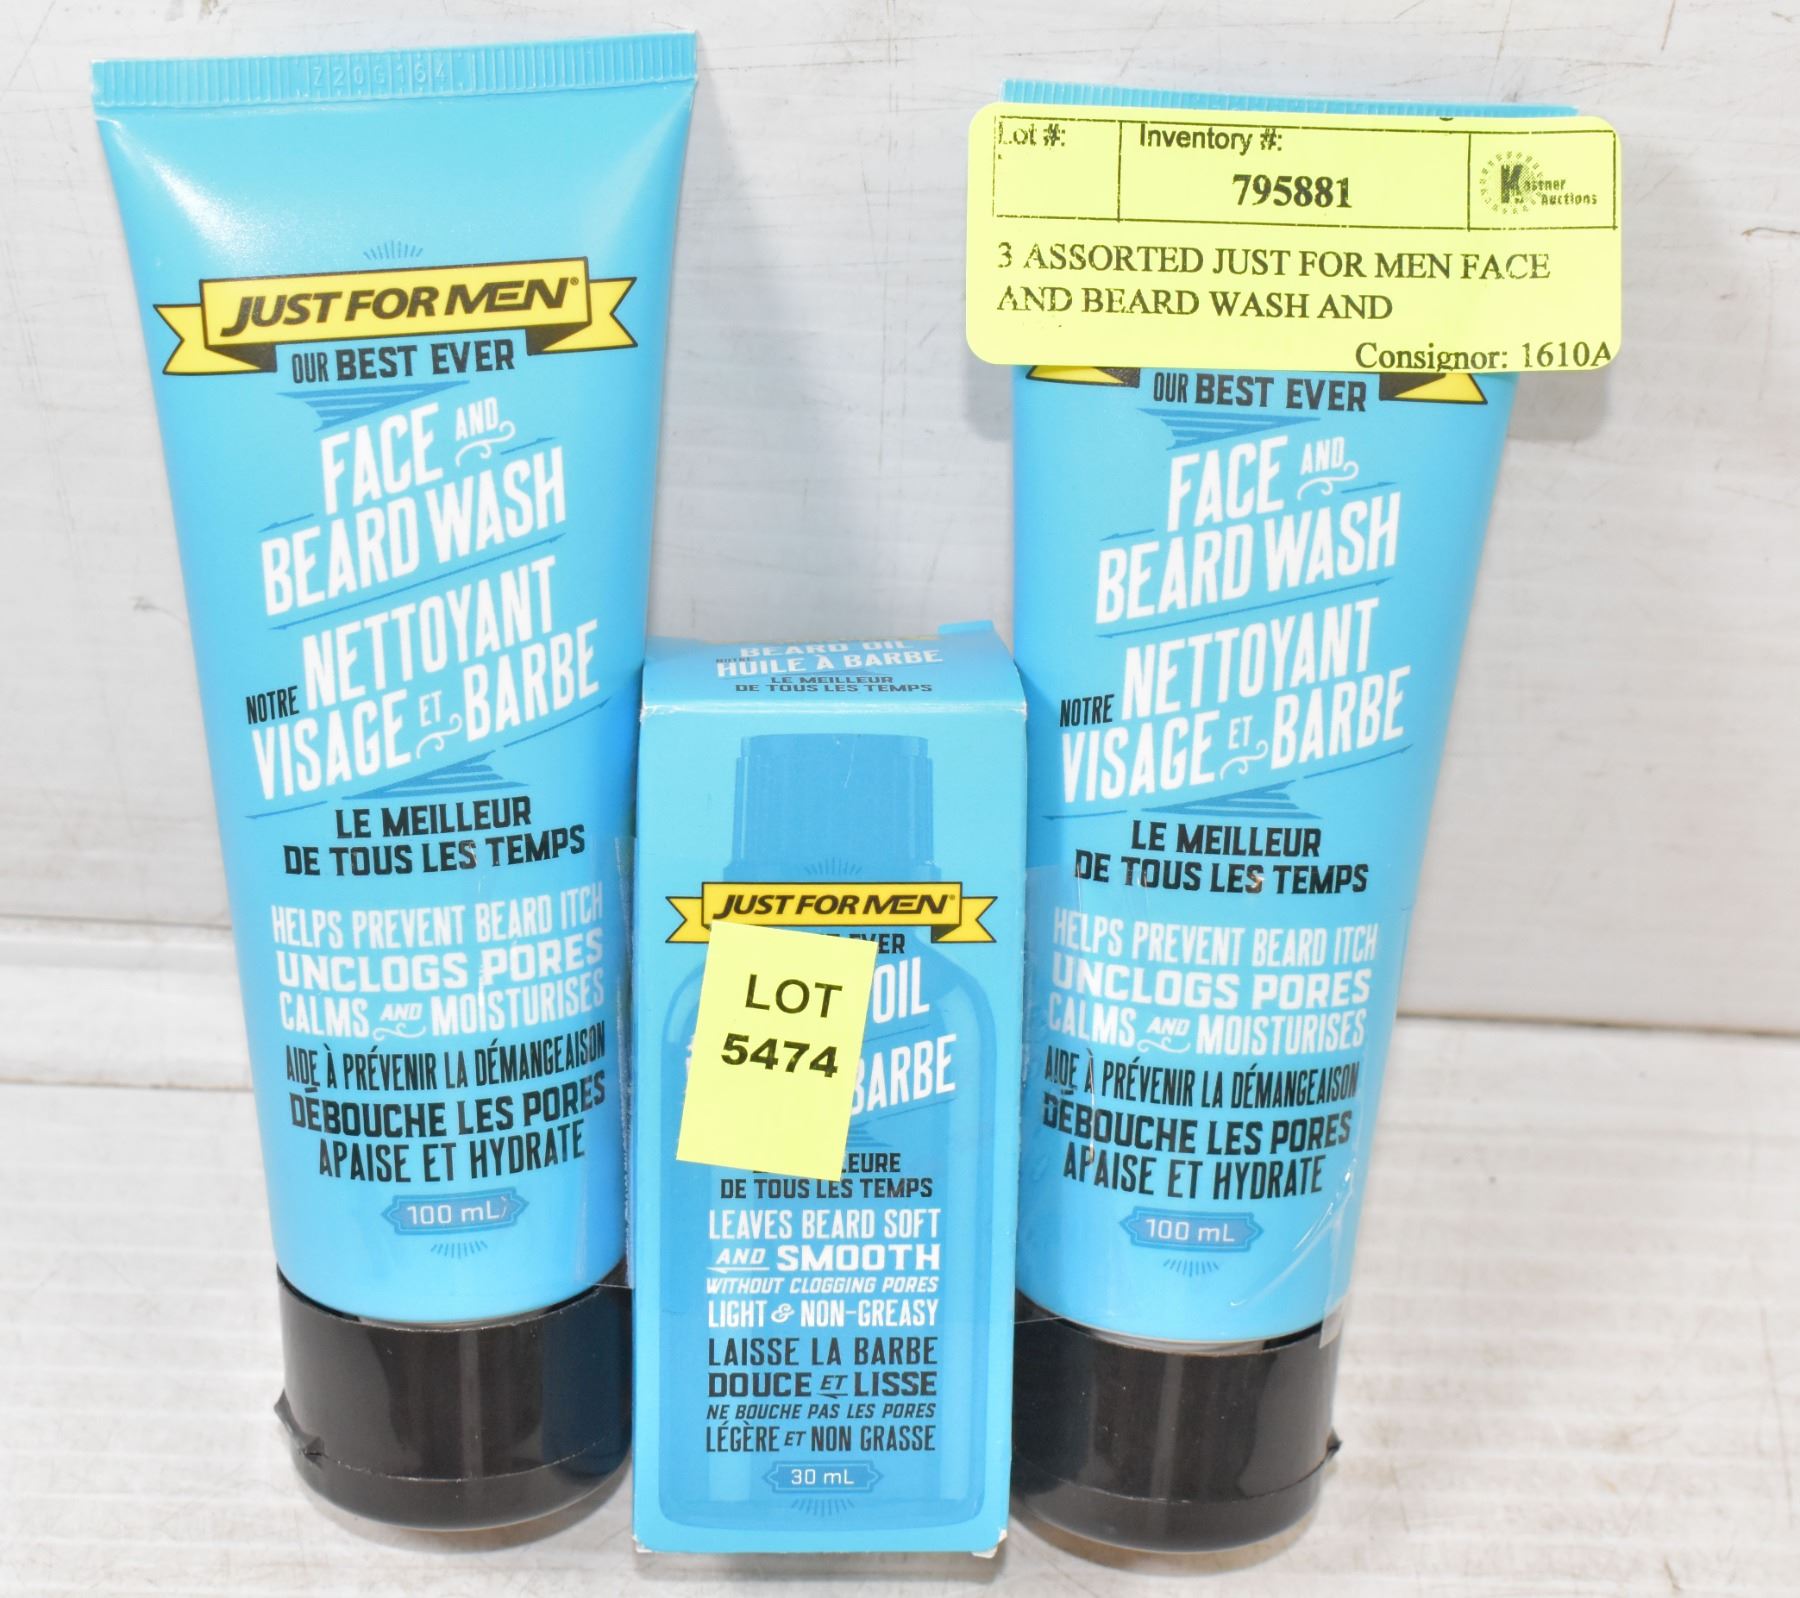 Z20G164
JUST FOR MEN®
OUR BEST EVER
FACE AND
BEARD WASH
NOTRE NETTOYANT
VISAGE ET BARBE
LE MEILLEUR
DE TOUS LES TEMPS
HELPS PREVENT BEARD ITCH
UNCLOGS PORES
CALMS AND MOISTURISES
AIDE À PRÉVENIR LA DÉMANGEAISON
DÉBOUCHE LES PORES
APAISE ET HYDRATE
100 mL
BEARD OIL
NOTRE HUILE À BARBE
LE MEILLEUR
DE TOUS LES TEMPS
JUST FOR MEN®
EVER
OIL
BARBE
LOT
5474
LEURE
DE TOUS LES TEMPS
LEAVES BEARD SOFT
AND SMOOTH
WITHOUT CLOGGING PORES
LIGHT & NON-GREASY
LAISSE LA BARBE
DOUCE ET LISSE
NE BOUCHE PAS LES PORES
LÉGÈRE ET NON GRASSE
30 mL
Lot #:
Inventory #:
795881
Kastner
Auctions
3 ASSORTED JUST FOR MEN FACE
AND BEARD WASH AND
Consignor: 1610A
OUR BEST EVER
FACE AND
BEARD WASH
NOTRE NETTOYANT
VISAGE ET BARBE
LE MEILLEUR
DE TOUS LES TEMPS
HELPS PREVENT BEARD ITCH
UNCLOGS PORES
CALMS AND MOISTURISES
AIDE À PRÉVENIR LA DÉMANGEAISON
DÉBOUCHE LES PORES
APAISE ET HYDRATE
100 mL